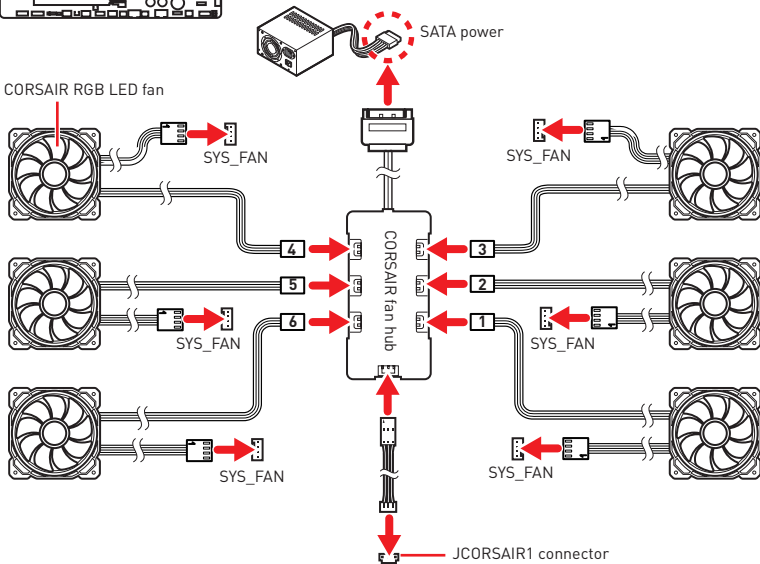 SATA power
CORSAIR RGB LED fan
SYS_FAN
SYS_FAN
4
3
5
2
6
1
CORSAIR fan hub
SYS_FAN
SYS_FAN
SYS_FAN
SYS_FAN
JCORSAIR1 connector